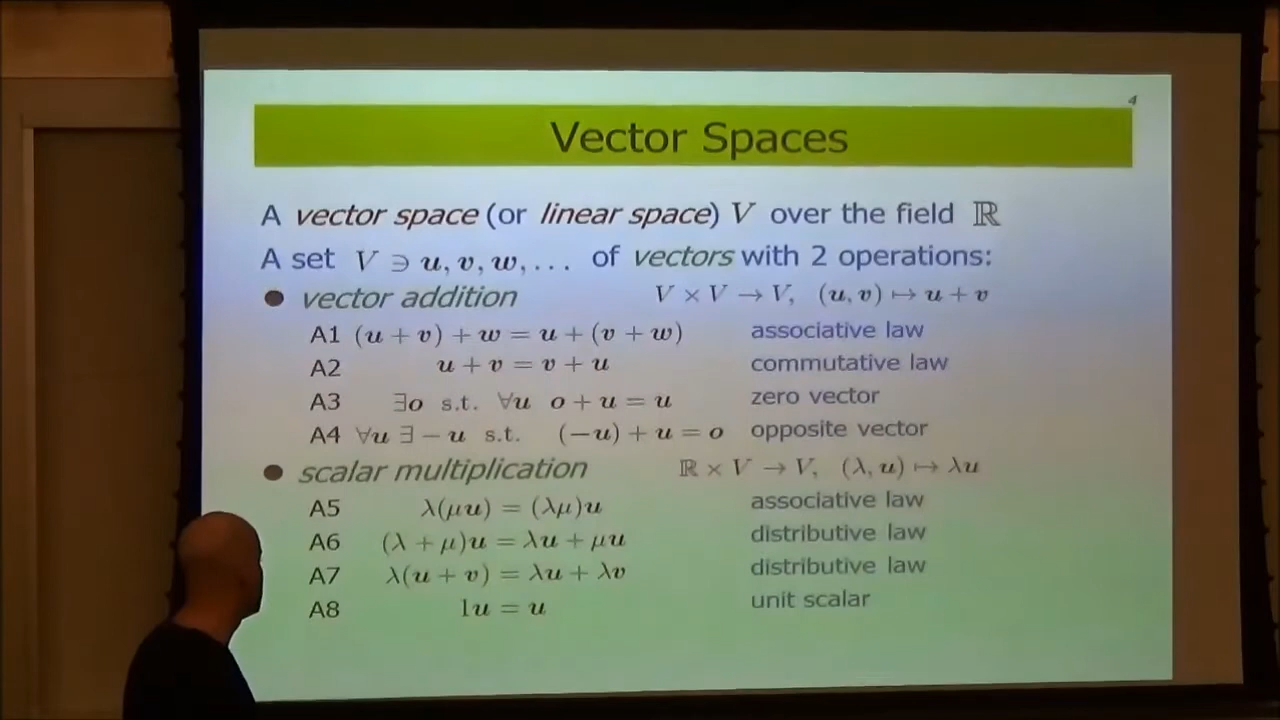 4
Vector Spaces
A vector space (or linear space) V over the field ℝ
A set V ∋ u, v, w, ... of vectors with 2 operations:
● vector addition V × V → V, (u, v) ↦ u + v
A1 (u + v) + w = u + (v + w) associative law
A2 u + v = v + u commutative law
A3 ∃o s.t. ∀u o + u = u zero vector
A4 ∀u ∃ − u s.t. (−u) + u = o opposite vector
● scalar multiplication ℝ × V → V, (λ, u) ↦ λu
A5 λ(μu) = (λμ)u associative law
A6 (λ + μ)u = λu + μu distributive law
A7 λ(u + v) = λu + λv distributive law
A8 1u = u unit scalar